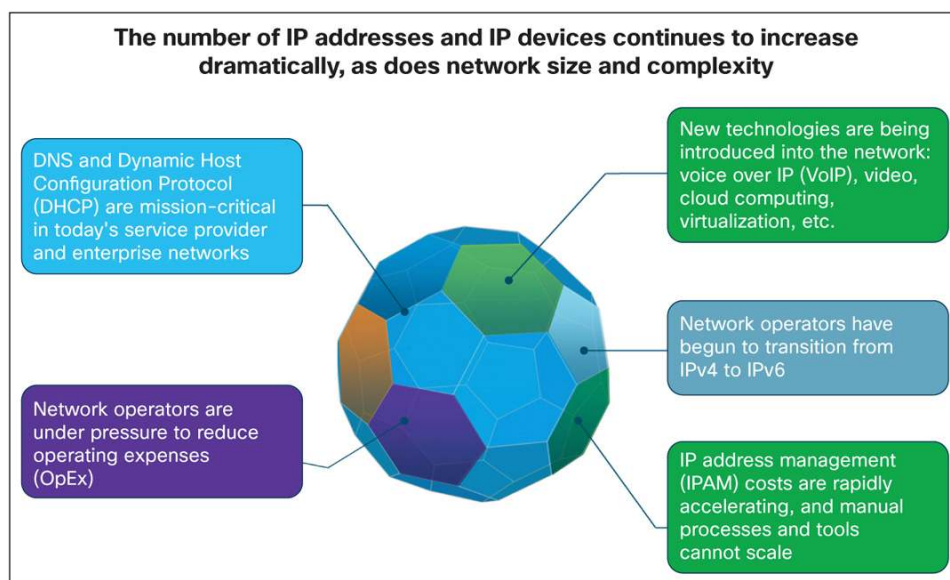 The number of IP addresses and IP devices continues to increase
dramatically, as does network size and complexity
DNS and Dynamic Host
Configuration Protocol
(DHCP) are mission-critical
in today's service provider
and enterprise networks
New technologies are being
introduced into the network:
voice over IP (VoIP), video,
cloud computing,
virtualization, etc.
Network operators have
begun to transition from
IPv4 to IPv6
Network operators are
under pressure to reduce
operating expenses
(OpEx)
IP address management
(IPAM) costs are rapidly
accelerating, and manual
processes and tools
cannot scale